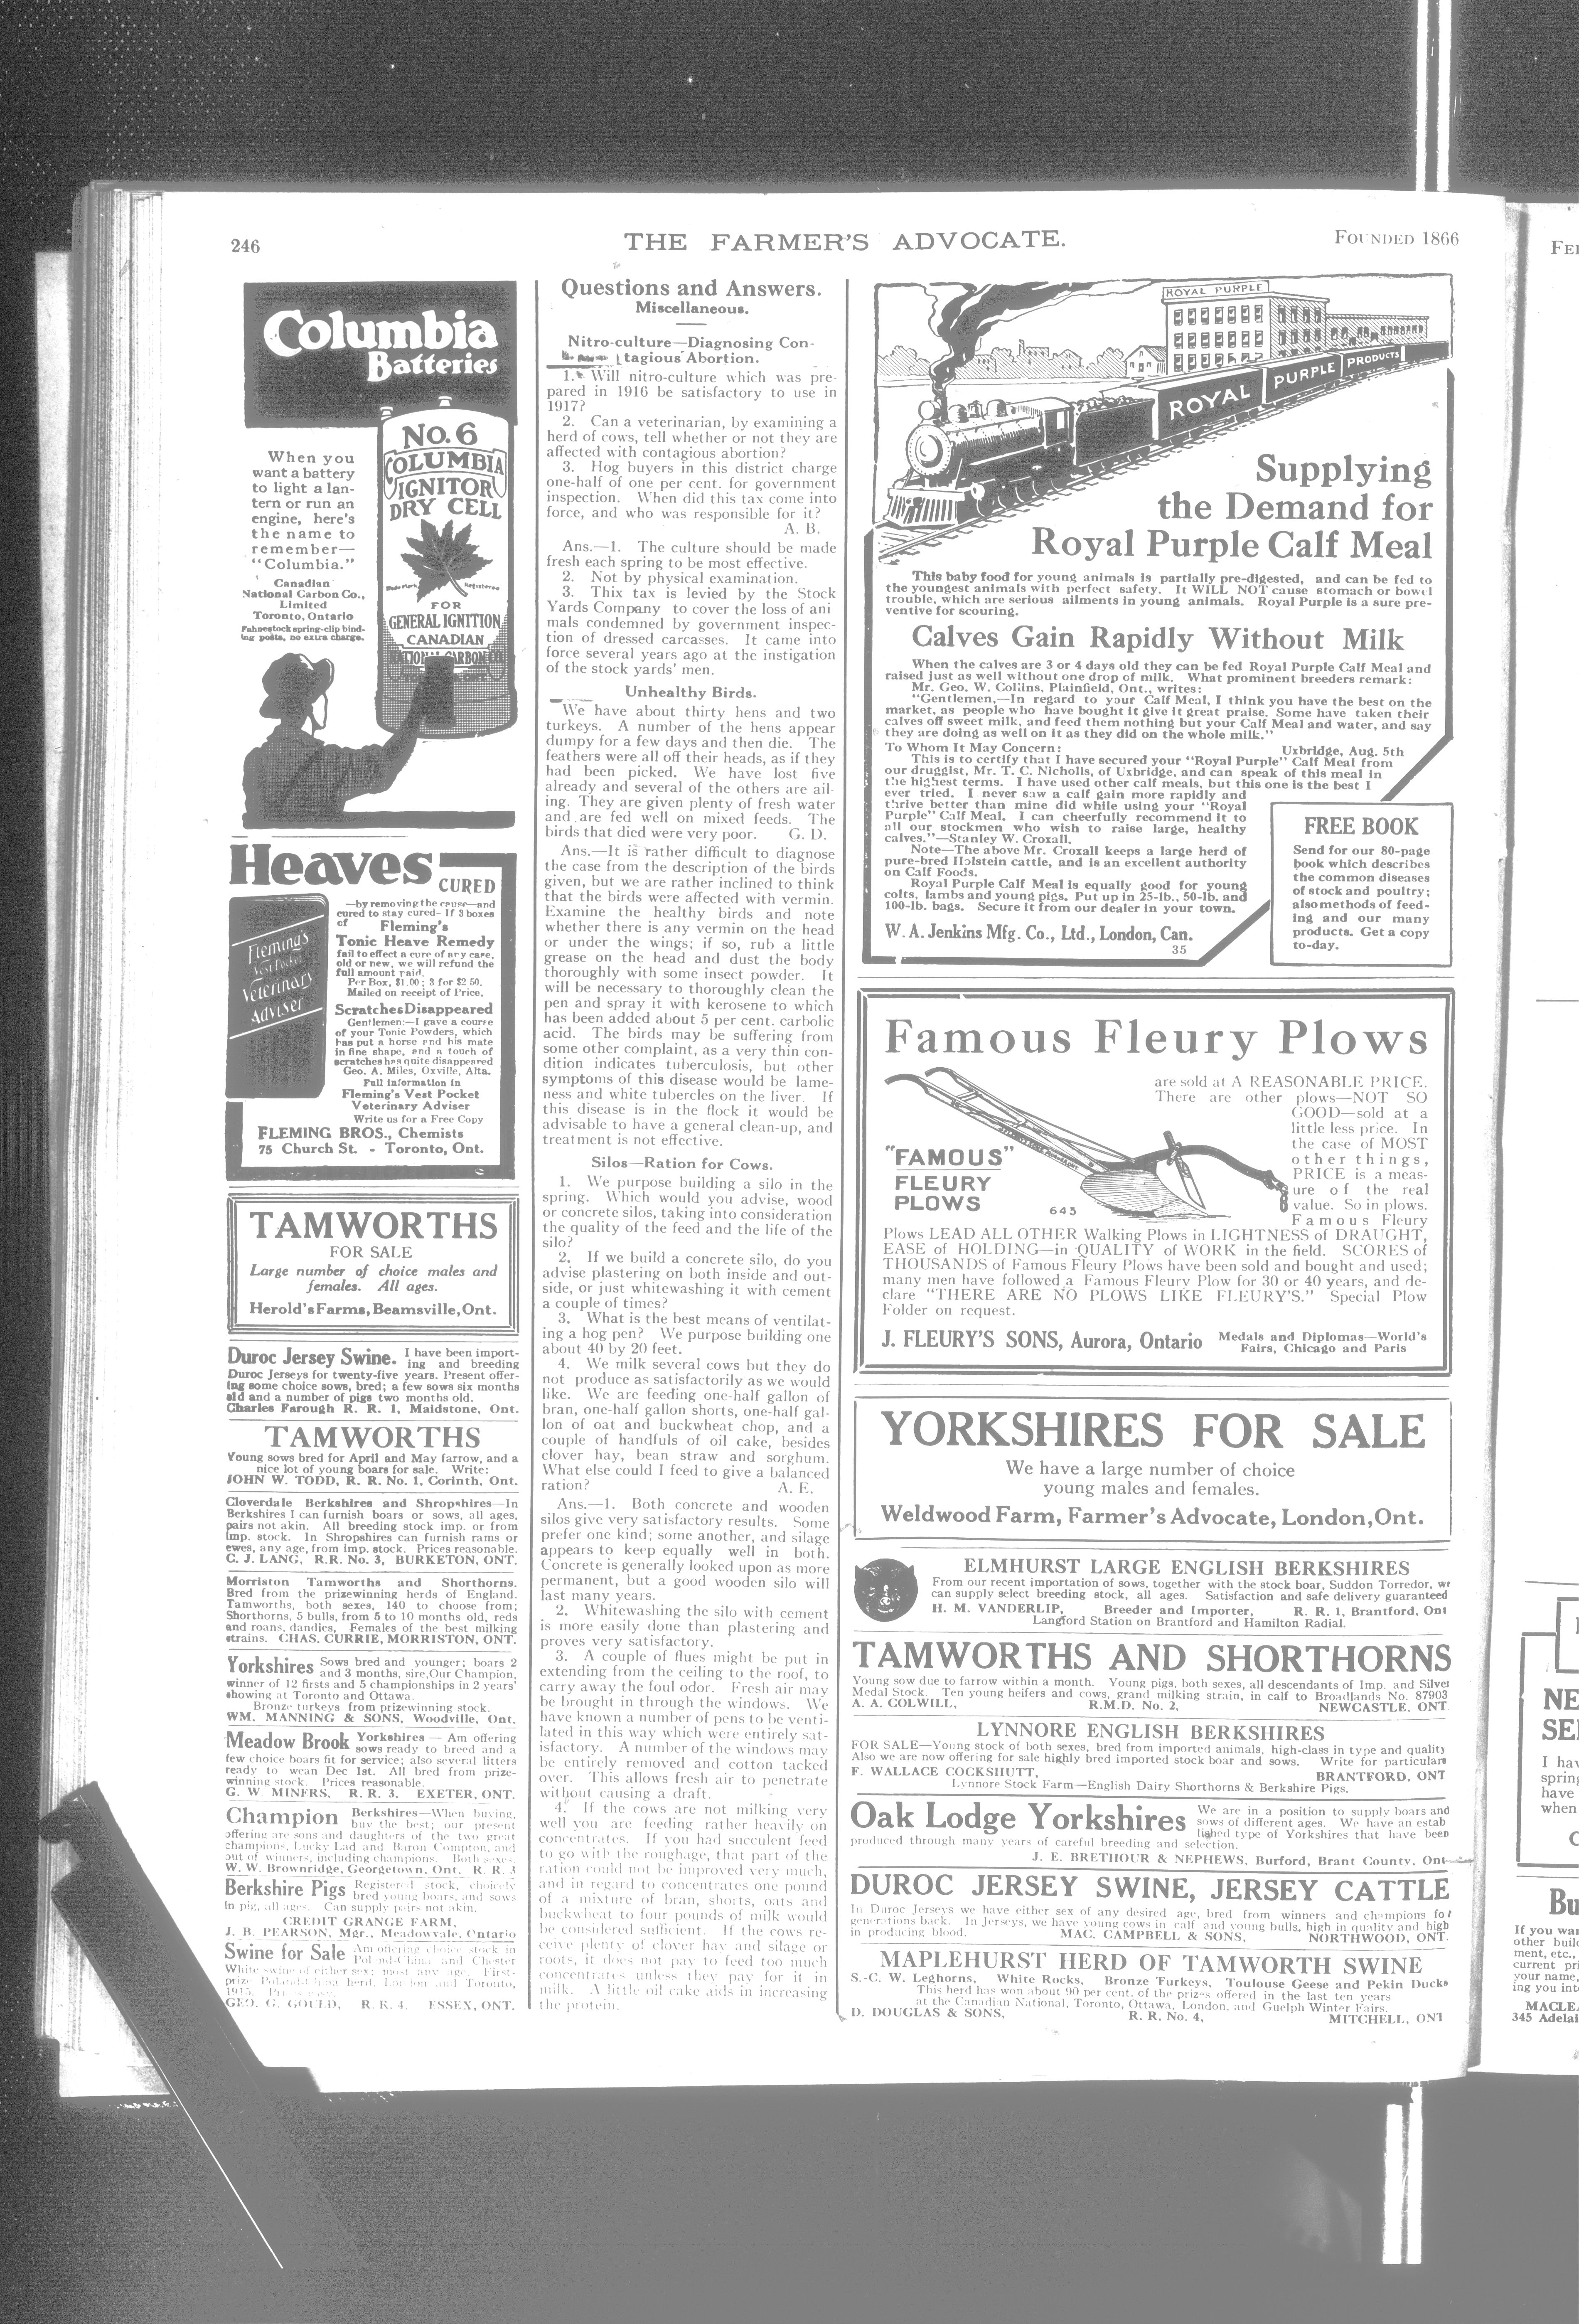 246
THE FARMER'S ADVOCATE.
FOUNDED 1866
Columbia
Batteries
When you
want a battery
to light a lan-
tern or run an
engine, here's
the name to
remember—
"Columbia."
Canadian
National Carbon Co.,
Limited
Toronto, Ontario
Fahnestock spring-clip bind-
ing posts, no extra charge.
No. 6
COLUMBIA
IGNITOR
DRY CELL
Trade Mark Registered
FOR
GENERAL IGNITION
CANADIAN
NATIONAL CARBON CO.
Heaves
CURED
—by removing the cause—and
cured to stay cured—If 3 boxes
of Fleming's
Tonic Heave Remedy
fail to effect a cure of any case,
old or new, we will refund the
full amount paid.
Per Box, $1.00; 3 for $2.50.
Mailed on receipt of Price.
Scratches Disappeared
Gentlemen:—I gave a course
of your Tonic Powders, which
has put a horse and his mate
in fine shape, and a touch of
scratches has quite disappeared
Geo. A. Miles, Oxville, Alta.
Full information in
Fleming's Vest Pocket
Veterinary Adviser
Write us for a Free Copy
FLEMING BROS., Chemists
75 Church St. - Toronto, Ont.
Fleming's
Vest Pocket
Veterinary
Adviser
TAMWORTHS
FOR SALE
Large number of choice males and
females. All ages.
Herold's Farms, Beamsville, Ont.
Duroc Jersey Swine. I have been import-
ing and breeding
Duroc Jerseys for twenty-five years. Present offer-
ing some choice sows, bred; a few sows six months
old and a number of pigs two months old.
Charles Farough R. R. 1, Maidstone, Ont.
TAMWORTHS
Young sows bred for April and May farrow, and a
nice lot of young boars for sale. Write:
JOHN W. TODD, R. R. No. 1, Corinth, Ont.
Cloverdale Berkshires and Shropshires—In
Berkshires I can furnish boars or sows, all ages,
pairs not akin. All breeding stock imp. or from
imp. stock. In Shropshires can furnish rams or
ewes, any age, from imp. stock. Prices reasonable.
C. J. LANG, R.R. No. 3, BURKETON, ONT.
Morriston Tamworths and Shorthorns.
Bred from the prizewinning herds of England.
Tamworths, both sexes, 140 to choose from;
Shorthorns, 5 bulls, from 5 to 10 months old, reds
and roans, dandies, Females of the best milking
strains. CHAS. CURRIE, MORRISTON, ONT.
Yorkshires Sows bred and younger; boars 2
and 3 months, sire, Our Champion,
winner of 12 firsts and 5 championships in 2 years'
showing at Toronto and Ottawa.
Bronze turkeys from prizewinning stock.
WM. MANNING & SONS, Woodville, Ont.
Meadow Brook Yorkshires — Am offering
sows ready to breed and a
few choice boars fit for service; also several litters
ready to wean Dec 1st. All bred from prize-
winning stock. Prices reasonable.
G. W MINERS, R. R. 3, EXETER, ONT.
Champion Berkshires—When buying,
buy the best; our present
offering are sons and daughters of the two great
champions, Lucky Lad and Baron Compton, and
out of winners, including champions. Both sexes.
W. W. Brownridge, Georgetown, Ont. R. R. 3
Berkshire Pigs Registered stock, choicely
bred young boars, and sows
in pig, all ages. Can supply pairs not akin.
CREDIT GRANGE FARM,
J. B. PEARSON, Mgr., Meadowvale, Ontario
Swine for Sale Am offering choice stock in
Poland-China and Chester
White swine of either sex; most any age. First-
prize Poland-China herd, London and Toronto,
1915. Prices easy.
GEO. G. GOULD, R. R. 4, ESSEX, ONT.
Questions and Answers.
Miscellaneous.
Nitro-culture—Diagnosing Con-
tagious Abortion.
1. Will nitro-culture which was pre-
pared in 1916 be satisfactory to use in
1917?
2. Can a veterinarian, by examining a
herd of cows, tell whether or not they are
affected with contagious abortion?
3. Hog buyers in this district charge
one-half of one per cent. for government
inspection. When did this tax come into
force, and who was responsible for it?
A. B.
Ans.—1. The culture should be made
fresh each spring to be most effective.
2. Not by physical examination.
3. Thix tax is levied by the Stock
Yards Company to cover the loss of ani
mals condemned by government inspec-
tion of dressed carcasses. It came into
force several years ago at the instigation
of the stock yards' men.
Unhealthy Birds.
We have about thirty hens and two
turkeys. A number of the hens appear
dumpy for a few days and then die. The
feathers were all off their heads, as if they
had been picked. We have lost five
already and several of the others are ail-
ing. They are given plenty of fresh water
and are fed well on mixed feeds. The
birds that died were very poor. G. D.
Ans.—It is rather difficult to diagnose
the case from the description of the birds
given, but we are rather inclined to think
that the birds were affected with vermin.
Examine the healthy birds and note
whether there is any vermin on the head
or under the wings; if so, rub a little
grease on the head and dust the body
thoroughly with some insect powder. It
will be necessary to thoroughly clean the
pen and spray it with kerosene to which
has been added about 5 per cent. carbolic
acid. The birds may be suffering from
some other complaint, as a very thin con-
dition indicates tuberculosis, but other
symptoms of this disease would be lame-
ness and white tubercles on the liver. If
this disease is in the flock it would be
advisable to have a general clean-up, and
treatment is not effective.
Silos—Ration for Cows.
1. We purpose building a silo in the
spring. Which would you advise, wood
or concrete silos, taking into consideration
the quality of the feed and the life of the
silo?
2. If we build a concrete silo, do you
advise plastering on both inside and out-
side, or just whitewashing it with cement
a couple of times?
3. What is the best means of ventilat-
ing a hog pen? We purpose building one
about 40 by 20 feet.
4. We milk several cows but they do
not produce as satisfactorily as we would
like. We are feeding one-half gallon of
bran, one-half gallon shorts, one-half gal-
lon of oat and buckwheat chop, and a
couple of handfuls of oil cake, besides
clover hay, bean straw and sorghum.
What else could I feed to give a balanced
ration? A. E.
Ans.—1. Both concrete and wooden
silos give very satisfactory results. Some
prefer one kind; some another, and silage
appears to keep equally well in both.
Concrete is generally looked upon as more
permanent, but a good wooden silo will
last many years.
2. Whitewashing the silo with cement
is more easily done than plastering and
proves very satisfactory.
3. A couple of flues might be put in
extending from the ceiling to the roof, to
carry away the foul odor. Fresh air may
be brought in through the windows. We
have known a number of pens to be venti-
lated in this way which were entirely sat-
isfactory. A number of the windows may
be entirely removed and cotton tacked
over. This allows fresh air to penetrate
without causing a draft.
4. If the cows are not milking very
well you are feeding rather heavily on
concentrates. If you had succulent feed
to go with the roughage, that part of the
ration could not be improved very much,
and in regard to concentrates one pound
of a mixture of bran, shorts, oats and
buckwheat to four pounds of milk would
be considered sufficient. If the cows re-
ceive plenty of clover hay and silage or
roots, it does not pay to feed too much
concentrates unless they pay for it in
milk. A little oil cake aids in increasing
the protein.
ROYAL PURPLE
ROYAL PURPLE PRODUCTS
Supplying
the Demand for
Royal Purple Calf Meal
This baby food for young animals is partially pre-digested, and can be fed to
the youngest animals with perfect safety. It WILL NOT cause stomach or bowel
trouble, which are serious ailments in young animals. Royal Purple is a sure pre-
ventive for scouring.
Calves Gain Rapidly Without Milk
When the calves are 3 or 4 days old they can be fed Royal Purple Calf Meal and
raised just as well without one drop of milk. What prominent breeders remark:
Mr. Geo. W. Collins, Plainfield, Ont., writes:
"Gentlemen,—In regard to your Calf Meal, I think you have the best on the
market, as people who have bought it give it great praise. Some have taken their
calves off sweet milk, and feed them nothing but your Calf Meal and water, and say
they are doing as well on it as they did on the whole milk."
To Whom It May Concern: Uxbridge, Aug. 5th
This is to certify that I have secured your "Royal Purple" Calf Meal from
our druggist, Mr. T. C. Nicholls, of Uxbridge, and can speak of this meal in
the highest terms. I have used other calf meals, but this one is the best I
ever tried. I never saw a calf gain more rapidly and
thrive better than mine did while using your "Royal
Purple" Calf Meal. I can cheerfully recommend it to
all our stockmen who wish to raise large, healthy
calves."—Stanley W. Croxall.
Note—The above Mr. Croxall keeps a large herd of
pure-bred Holstein cattle, and is an excellent authority
on Calf Foods.
Royal Purple Calf Meal is equally good for young
colts, lambs and young pigs. Put up in 25-lb., 50-lb. and
100-lb. bags. Secure it from our dealer in your town.
W. A. Jenkins Mfg. Co., Ltd., London, Can.
35
FREE BOOK
Send for our 80-page
book which describes
the common diseases
of stock and poultry;
also methods of feed-
ing and our many
products. Get a copy
to-day.
Famous Fleury Plows
are sold at A REASONABLE PRICE.
There are other plows—NOT SO
GOOD—sold at a
little less price. In
the case of MOST
other things,
PRICE is a meas-
ure of the real
value. So in plows.
Famous Fleury
"FAMOUS"
FLEURY
PLOWS
645
Plows LEAD ALL OTHER Walking Plows in LIGHTNESS of DRAUGHT,
EASE of HOLDING—in QUALITY of WORK in the field. SCORES of
THOUSANDS of Famous Fleury Plows have been sold and bought and used;
many men have followed a Famous Fleury Plow for 30 or 40 years, and de-
clare "THERE ARE NO PLOWS LIKE FLEURY'S." Special Plow
Folder on request.
J. FLEURY'S SONS, Aurora, Ontario
Medals and Diplomas—World's
Fairs, Chicago and Paris
YORKSHIRES FOR SALE
We have a large number of choice
young males and females.
Weldwood Farm, Farmer's Advocate, London, Ont.
ELMHURST LARGE ENGLISH BERKSHIRES
From our recent importation of sows, together with the stock boar, Suddon Torredor, we
can supply select breeding stock, all ages. Satisfaction and safe delivery guaranteed
H. M. VANDERLIP, Breeder and Importer, R. R. 1, Brantford, Ont
Langford Station on Brantford and Hamilton Radial.
TAMWORTHS AND SHORTHORNS
Young sow due to farrow within a month. Young pigs, both sexes, all descendants of Imp. and Silver
Medal Stock. Ten young heifers and cows, grand milking strain, in calf to Broadlands No. 87903
A. A. COLWILL, R.M.D. No. 2, NEWCASTLE, ONT
LYNNORE ENGLISH BERKSHIRES
FOR SALE—Young stock of both sexes, bred from imported animals, high-class in type and quality
Also we are now offering for sale highly bred imported stock boar and sows. Write for particulars
F. WALLACE COCKSHUTT, BRANTFORD, ONT
Lynnore Stock Farm—English Dairy Shorthorns & Berkshire Pigs.
Oak Lodge Yorkshires We are in a position to supply boars and
sows of different ages. We have an estab
lished type of Yorkshires that have been
produced through many years of careful breeding and selection.
J. E. BRETHOUR & NEPHEWS, Burford, Brant County, Ont
DUROC JERSEY SWINE, JERSEY CATTLE
In Duroc Jerseys we have either sex of any desired age, bred from winners and champions for
generations back. In Jerseys, we have young cows in calf and young bulls, high in quality and high
in producing blood. MAC. CAMPBELL & SONS, NORTHWOOD, ONT.
MAPLEHURST HERD OF TAMWORTH SWINE
S.-C. W. Leghorns, White Rocks, Bronze Turkeys, Toulouse Geese and Pekin Ducks
This herd has won about 90 per cent. of the prizes offered in the last ten years
at the Canadian National, Toronto, Ottawa, London, and Guelph Winter Fairs.
D. DOUGLAS & SONS, R. R. No. 4, MITCHELL, ONT
FE
NE
SE
I hav
spring
have
when
Bu
If you wan
other build
ment, etc.,
current pri
your name,
ing you int
MACLEA
345 Adelai